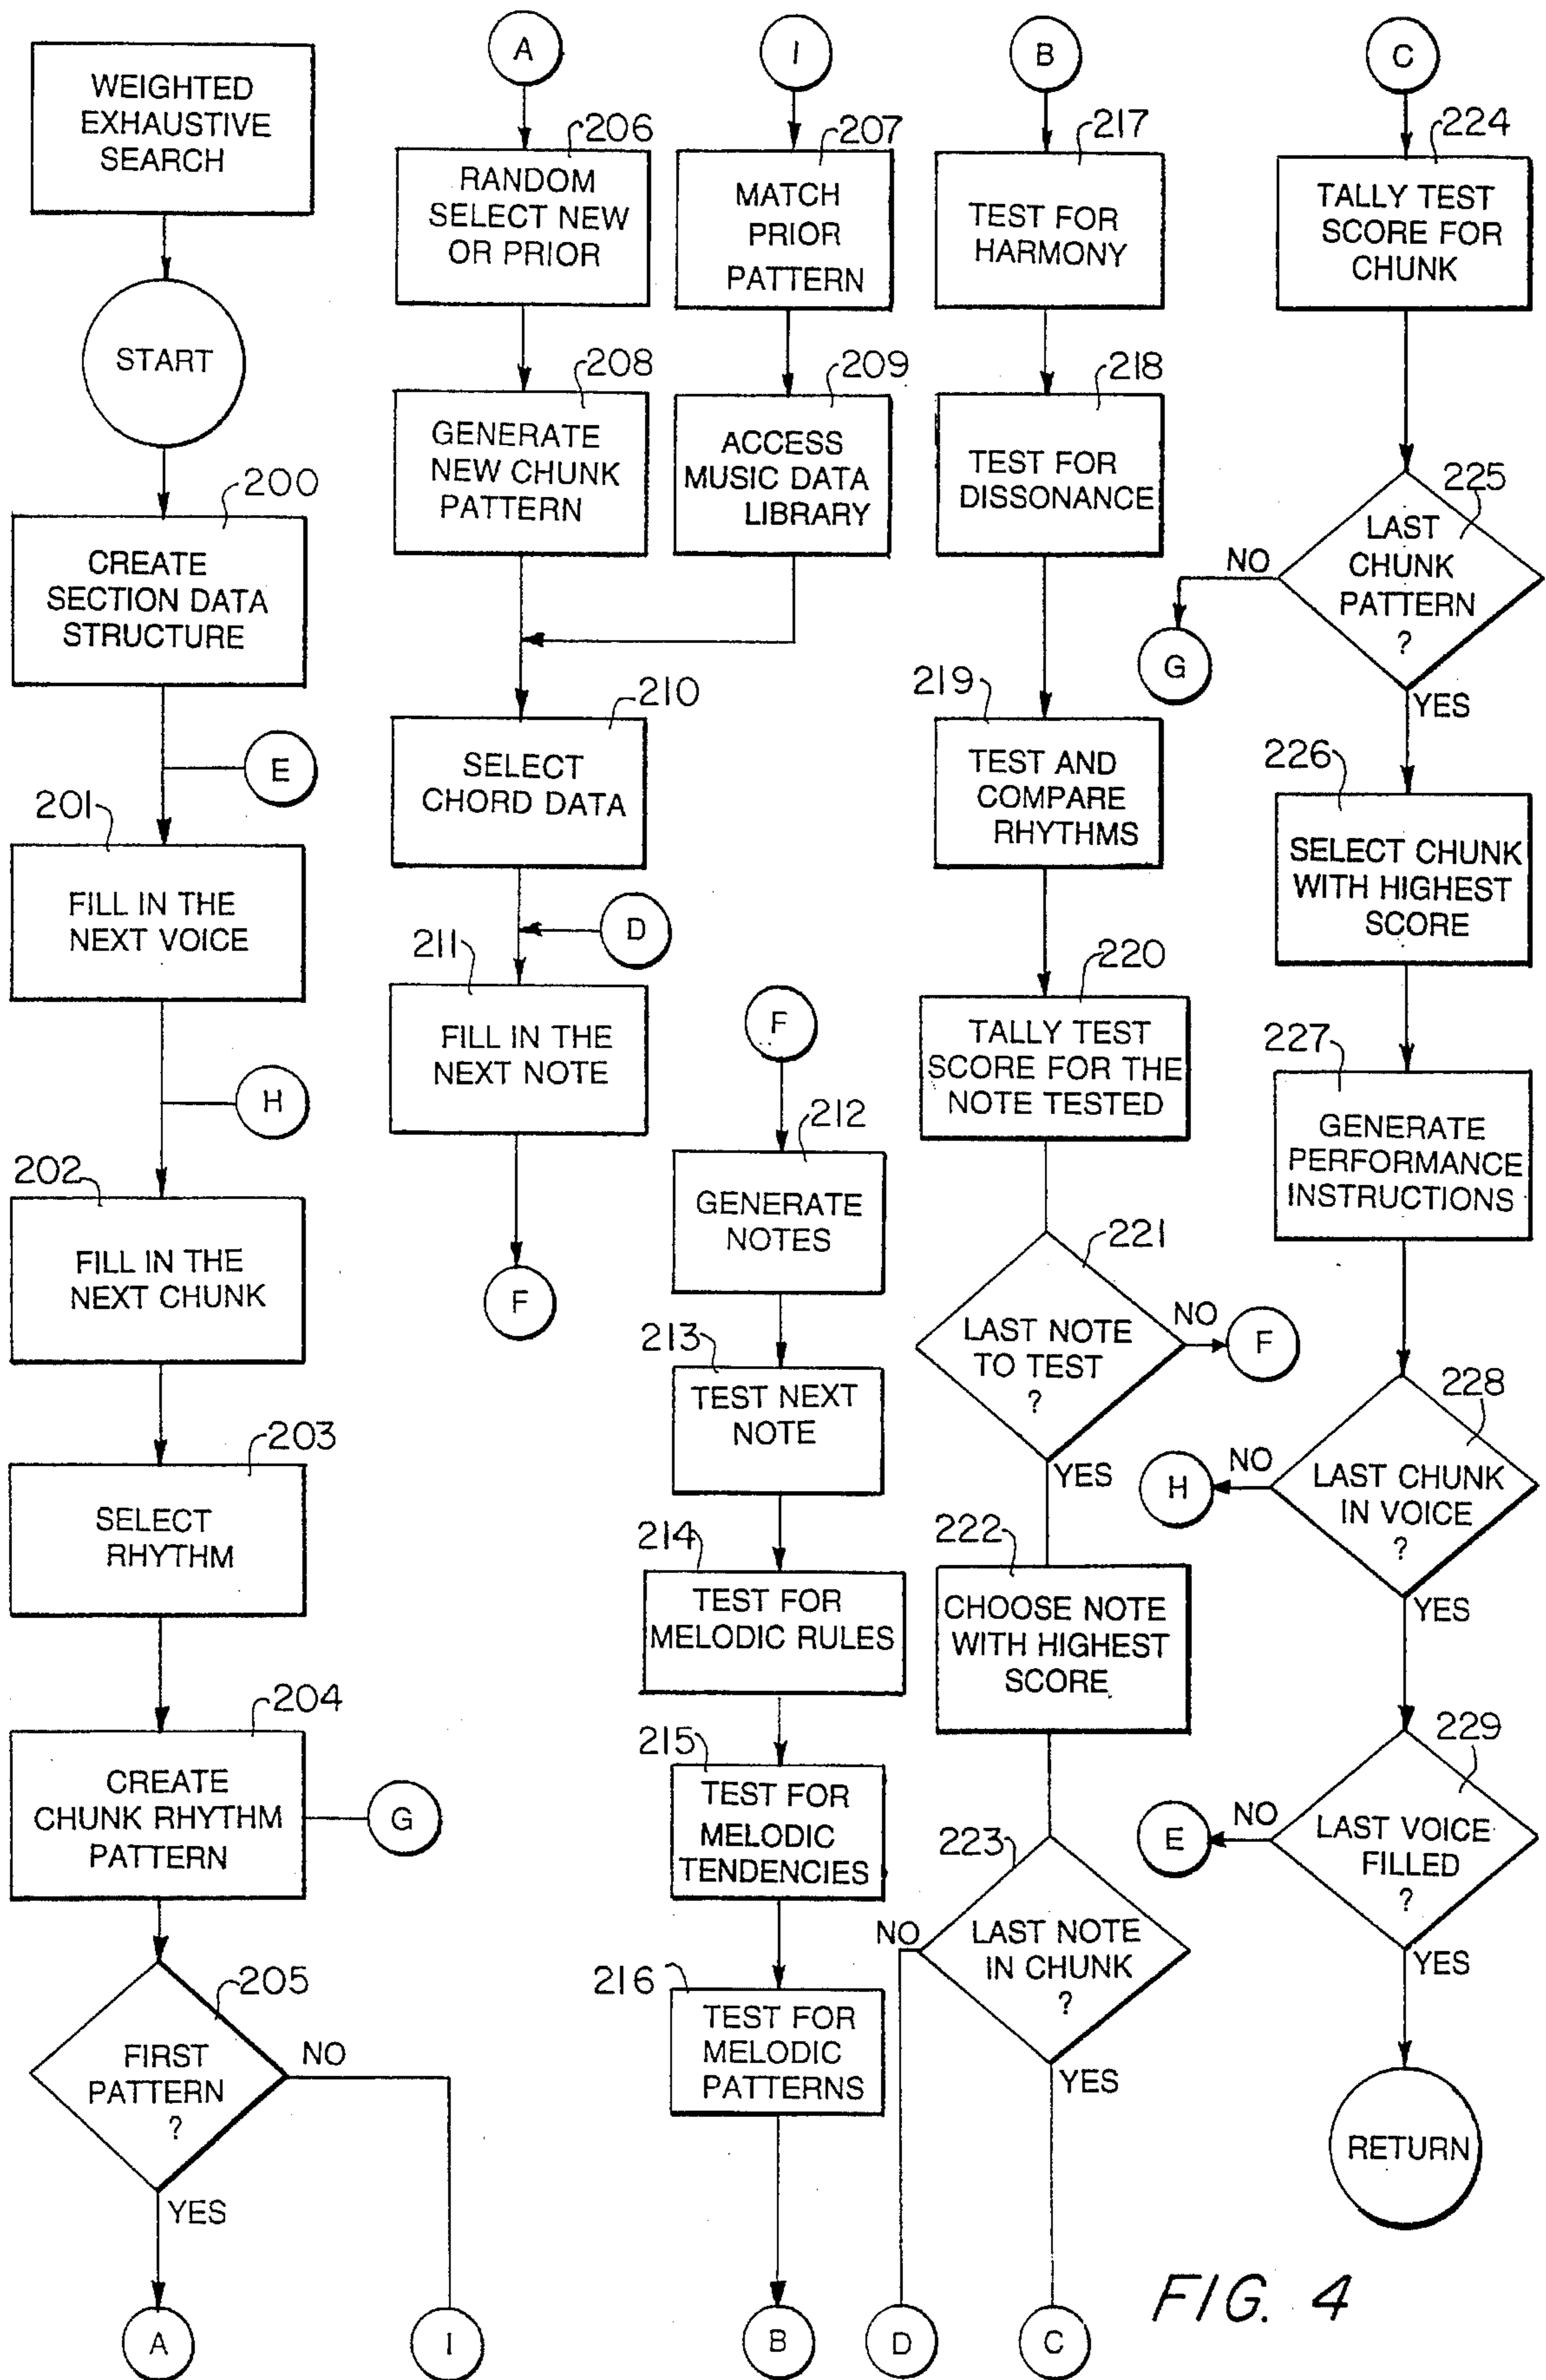 WEIGHTED
EXHAUSTIVE
SEARCH
START
200
CREATE
SECTION DATA
STRUCTURE
E
201
FILL IN THE
NEXT VOICE
H
202
FILL IN THE
NEXT CHUNK
203
SELECT
RHYTHM
204
CREATE
CHUNK RHYTHM
PATTERN
G
205
FIRST
PATTERN
?
NO
YES
A
I
A
206
RANDOM
SELECT NEW
OR PRIOR
208
GENERATE
NEW CHUNK
PATTERN
210
SELECT
CHORD DATA
D
211
FILL IN THE
NEXT NOTE
F
I
207
MATCH
PRIOR
PATTERN
209
ACCESS
MUSIC DATA
LIBRARY
F
212
GENERATE
NOTES
213
TEST NEXT
NOTE
214
TEST FOR
MELODIC RULES
215
TEST FOR
MELODIC
TENDENCIES
216
TEST FOR
MELODIC
PATTERNS
B
B
217
TEST FOR
HARMONY
218
TEST FOR
DISSONANCE
219
TEST AND
COMPARE
RHYTHMS
220
TALLY TEST
SCORE FOR THE
NOTE TESTED
221
LAST NOTE
TO TEST
?
NO
F
YES
222
CHOOSE NOTE
WITH HIGHEST
SCORE
223
LAST NOTE
IN CHUNK
?
NO
YES
D
C
C
224
TALLY TEST
SCORE FOR
CHUNK
225
LAST
CHUNK
PATTERN
?
NO
G
YES
226
SELECT CHUNK
WITH HIGHEST
SCORE
227
GENERATE
PERFORMANCE
INSTRUCTIONS
228
LAST CHUNK
IN VOICE
?
NO
H
YES
229
LAST VOICE
FILLED
?
NO
E
YES
RETURN
FIG. 4